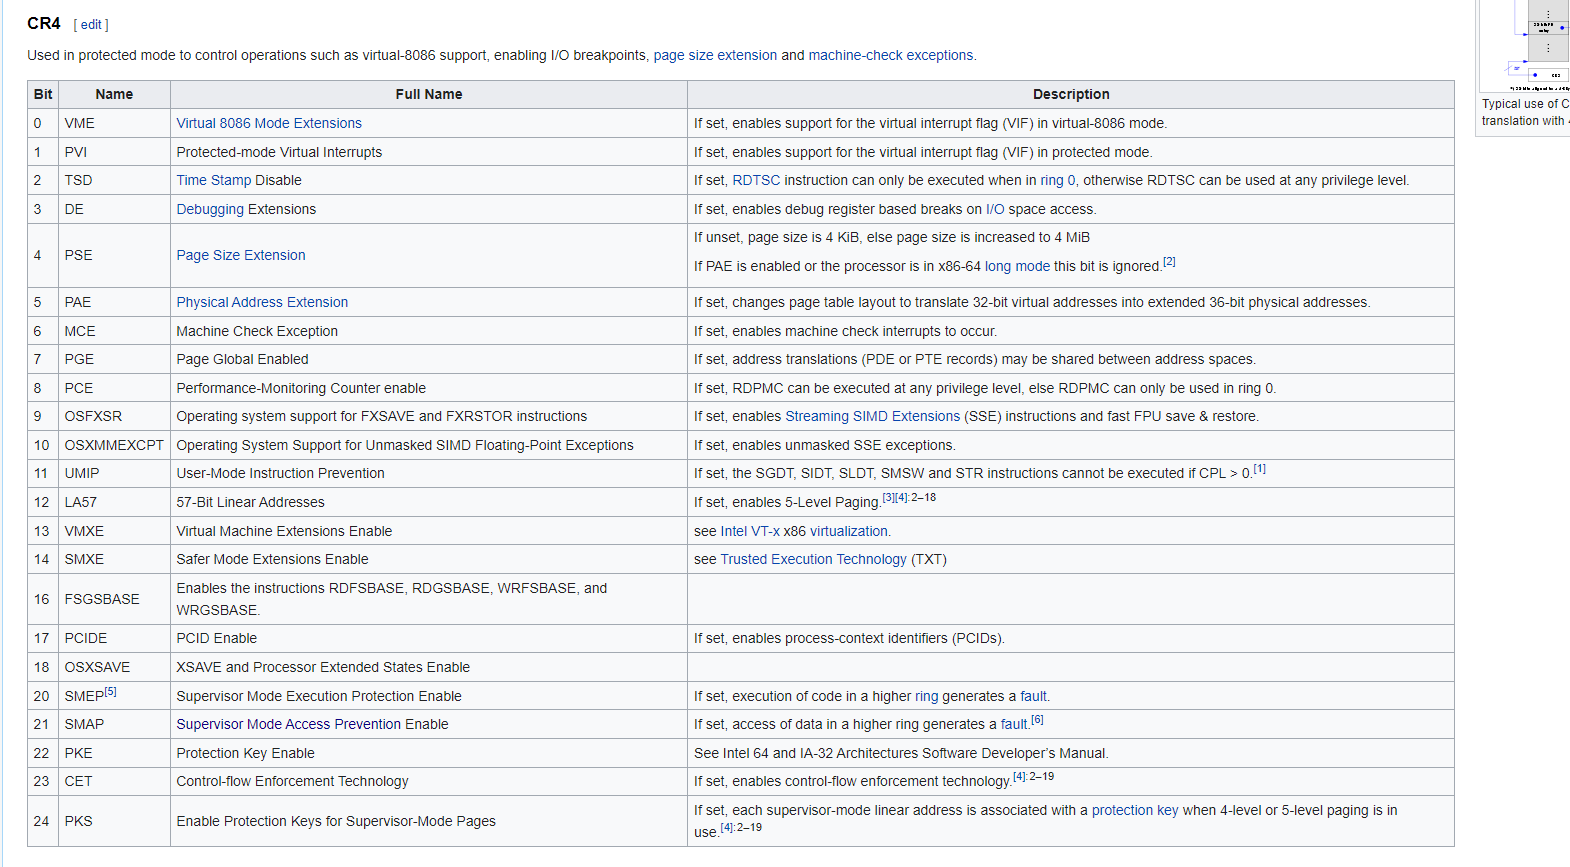 CR4 [ edit ]
Used in protected mode to control operations such as virtual-8086 support, enabling I/O breakpoints, page size extension and machine-check exceptions.
Bit Name Full Name Description
0 VME Virtual 8086 Mode Extensions If set, enables support for the virtual interrupt flag (VIF) in virtual-8086 mode.
1 PVI Protected-mode Virtual Interrupts If set, enables support for the virtual interrupt flag (VIF) in protected mode.
2 TSD Time Stamp Disable If set, RDTSC instruction can only be executed when in ring 0, otherwise RDTSC can be used at any privilege level.
3 DE Debugging Extensions If set, enables debug register based breaks on I/O space access.
4 PSE Page Size Extension If unset, page size is 4 KiB, else page size is increased to 4 MiB
If PAE is enabled or the processor is in x86-64 long mode this bit is ignored.[2]
5 PAE Physical Address Extension If set, changes page table layout to translate 32-bit virtual addresses into extended 36-bit physical addresses.
6 MCE Machine Check Exception If set, enables machine check interrupts to occur.
7 PGE Page Global Enabled If set, address translations (PDE or PTE records) may be shared between address spaces.
8 PCE Performance-Monitoring Counter enable If set, RDPMC can be executed at any privilege level, else RDPMC can only be used in ring 0.
9 OSFXSR Operating system support for FXSAVE and FXRSTOR instructions If set, enables Streaming SIMD Extensions (SSE) instructions and fast FPU save & restore.
10 OSXMMEXCPT Operating System Support for Unmasked SIMD Floating-Point Exceptions If set, enables unmasked SSE exceptions.
11 UMIP User-Mode Instruction Prevention If set, the SGDT, SIDT, SLDT, SMSW and STR instructions cannot be executed if CPL > 0.[1]
12 LA57 57-Bit Linear Addresses If set, enables 5-Level Paging.[3][4]: 2–18
13 VMXE Virtual Machine Extensions Enable see Intel VT-x x86 virtualization.
14 SMXE Safer Mode Extensions Enable see Trusted Execution Technology (TXT)
16 FSGSBASE Enables the instructions RDFSBASE, RDGSBASE, WRFSBASE, and
WRGSBASE.
17 PCIDE PCID Enable If set, enables process-context identifiers (PCIDs).
18 OSXSAVE XSAVE and Processor Extended States Enable
20 SMEP[5] Supervisor Mode Execution Protection Enable If set, execution of code in a higher ring generates a fault.
21 SMAP Supervisor Mode Access Prevention Enable If set, access of data in a higher ring generates a fault.[6]
22 PKE Protection Key Enable See Intel 64 and IA-32 Architectures Software Developer's Manual.
23 CET Control-flow Enforcement Technology If set, enables control-flow enforcement technology.[4]: 2–19
24 PKS Enable Protection Keys for Supervisor-Mode Pages If set, each supervisor-mode linear address is associated with a protection key when 4-level or 5-level paging is in
use.[4]: 2–19
Typical use of C
translation with